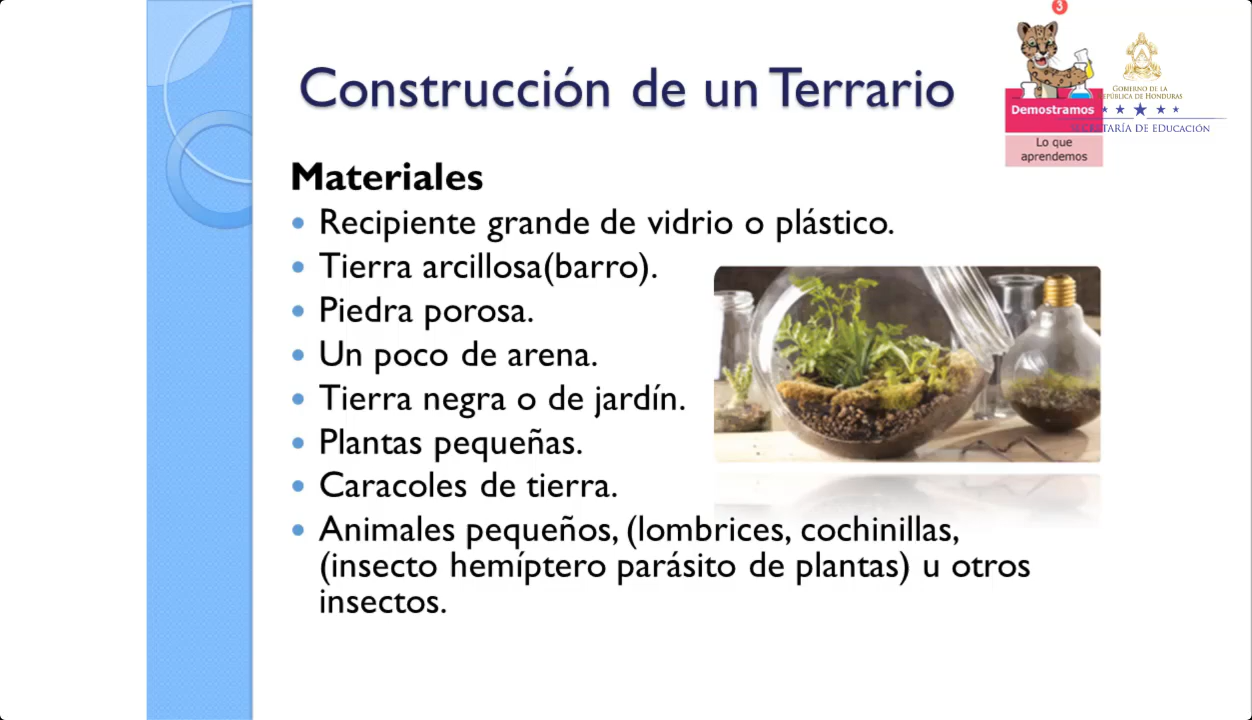 3
Construcción de un Terrario
GOBIERNO DE LA
REPÚBLICA DE HONDURAS
Demostramos
SECRETARÍA DE EDUCACIÓN
Lo que
aprendemos
Materiales
• Recipiente grande de vidrio o plástico.
• Tierra arcillosa(barro).
• Piedra porosa.
• Un poco de arena.
• Tierra negra o de jardín.
• Plantas pequeñas.
• Caracoles de tierra.
• Animales pequeños, (lombrices, cochinillas,
(insecto hemíptero parásito de plantas) u otros
insectos.